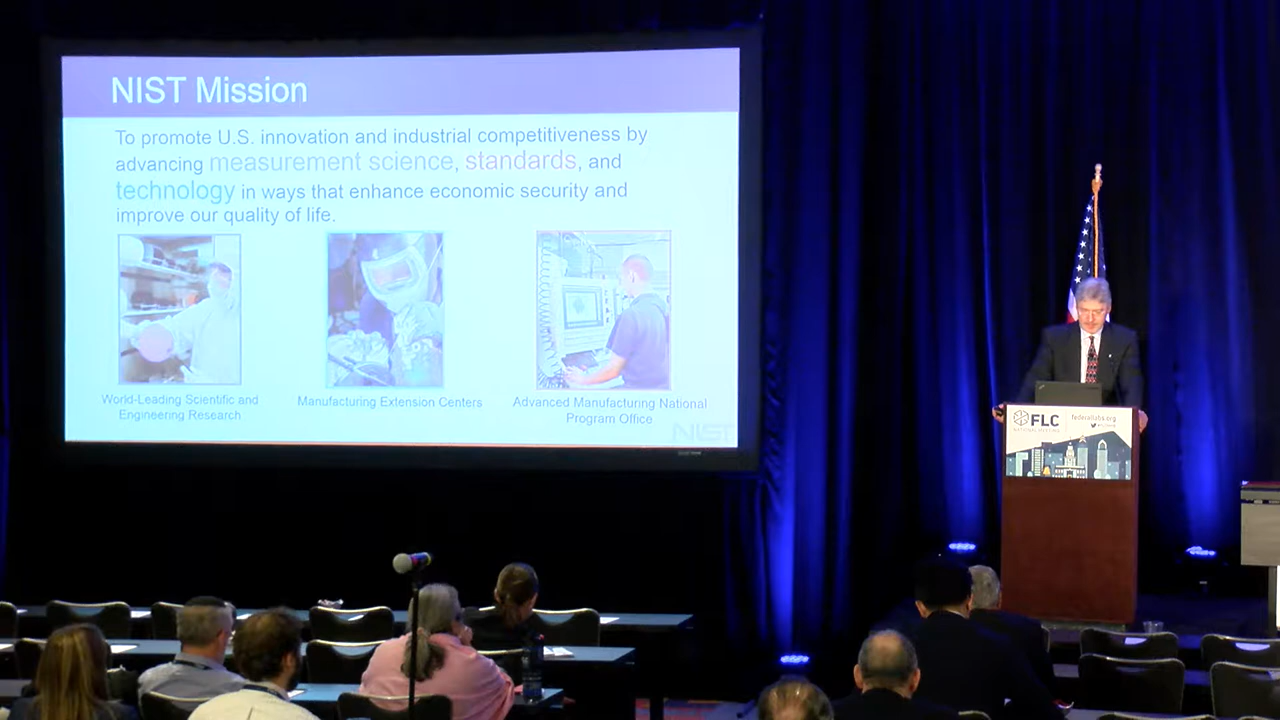 NIST Mission
To promote U.S. innovation and industrial competitiveness by
advancing measurement science, standards, and
technology in ways that enhance economic security and
improve our quality of life.
World-Leading Scientific and
Engineering Research
Manufacturing Extension Centers
Advanced Manufacturing National
Program Office
NIST
FLC
NATIONAL MEETING
federallabs.org